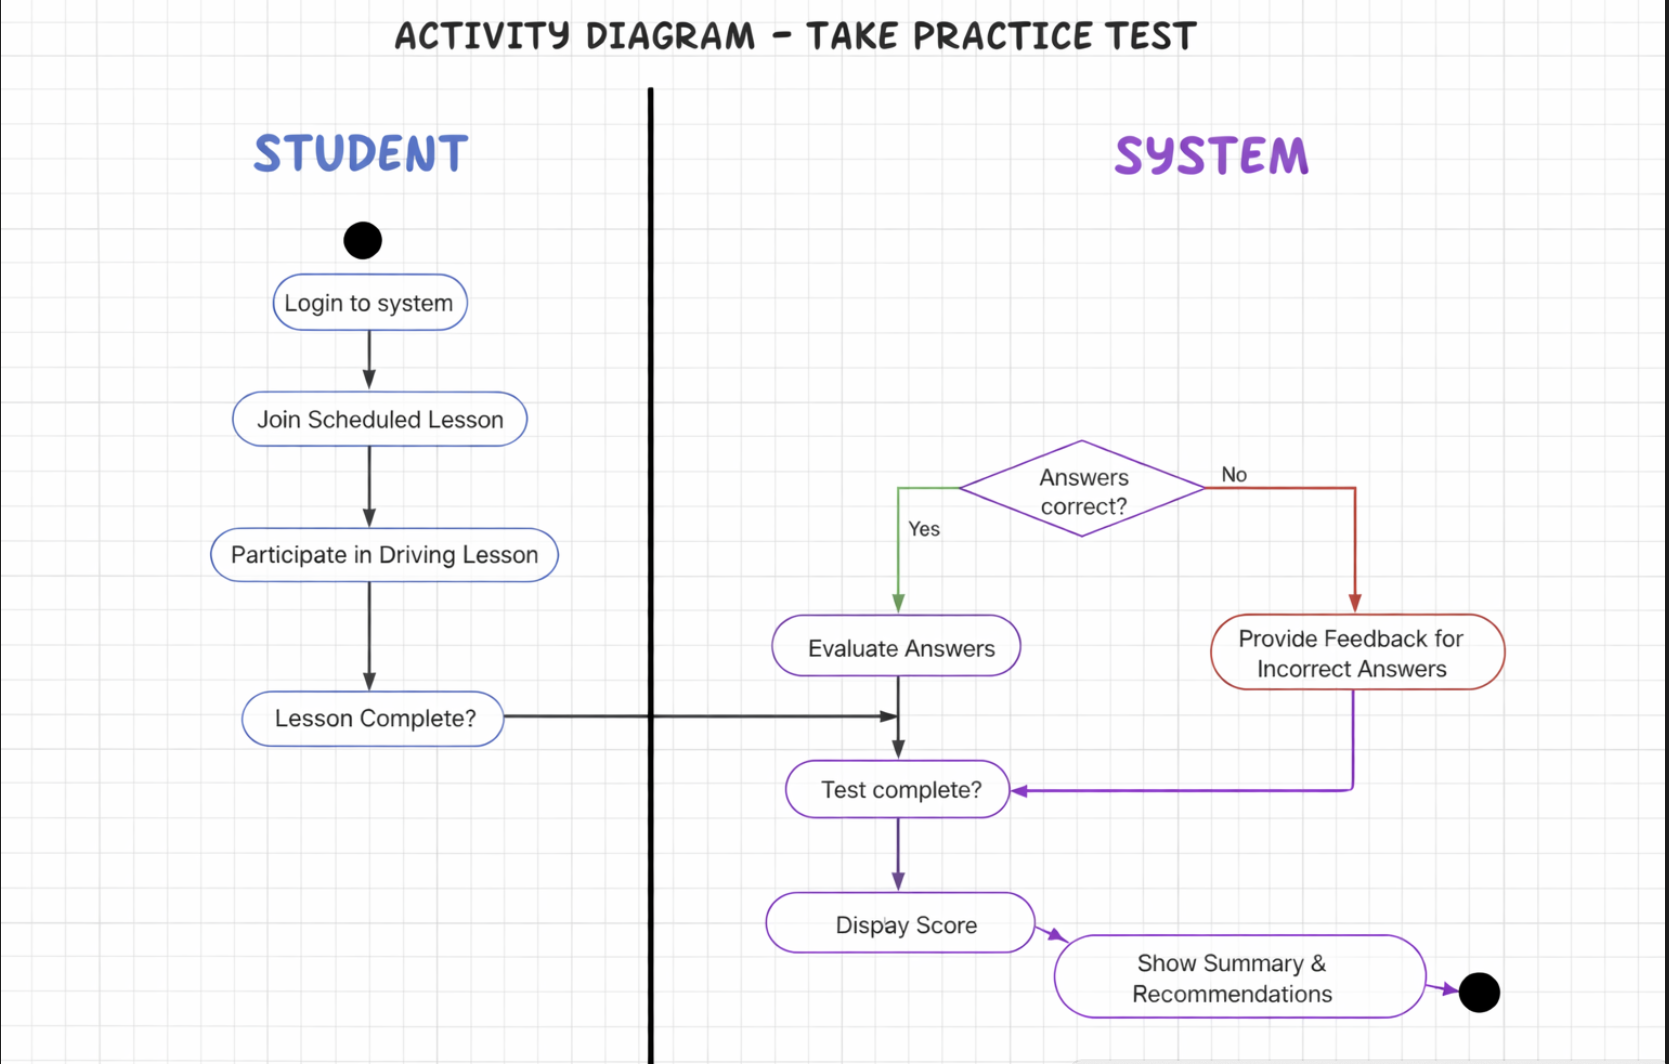 ACTIVITY DIAGRAM - TAKE PRACTICE TEST
STUDENT
SYSTEM
Login to system
Join Scheduled Lesson
Participate in Driving Lesson
Lesson Complete?
Answers
correct?
No
Yes
Evaluate Answers
Provide Feedback for
Incorrect Answers
Test complete?
Display Score
Show Summary &
Recommendations